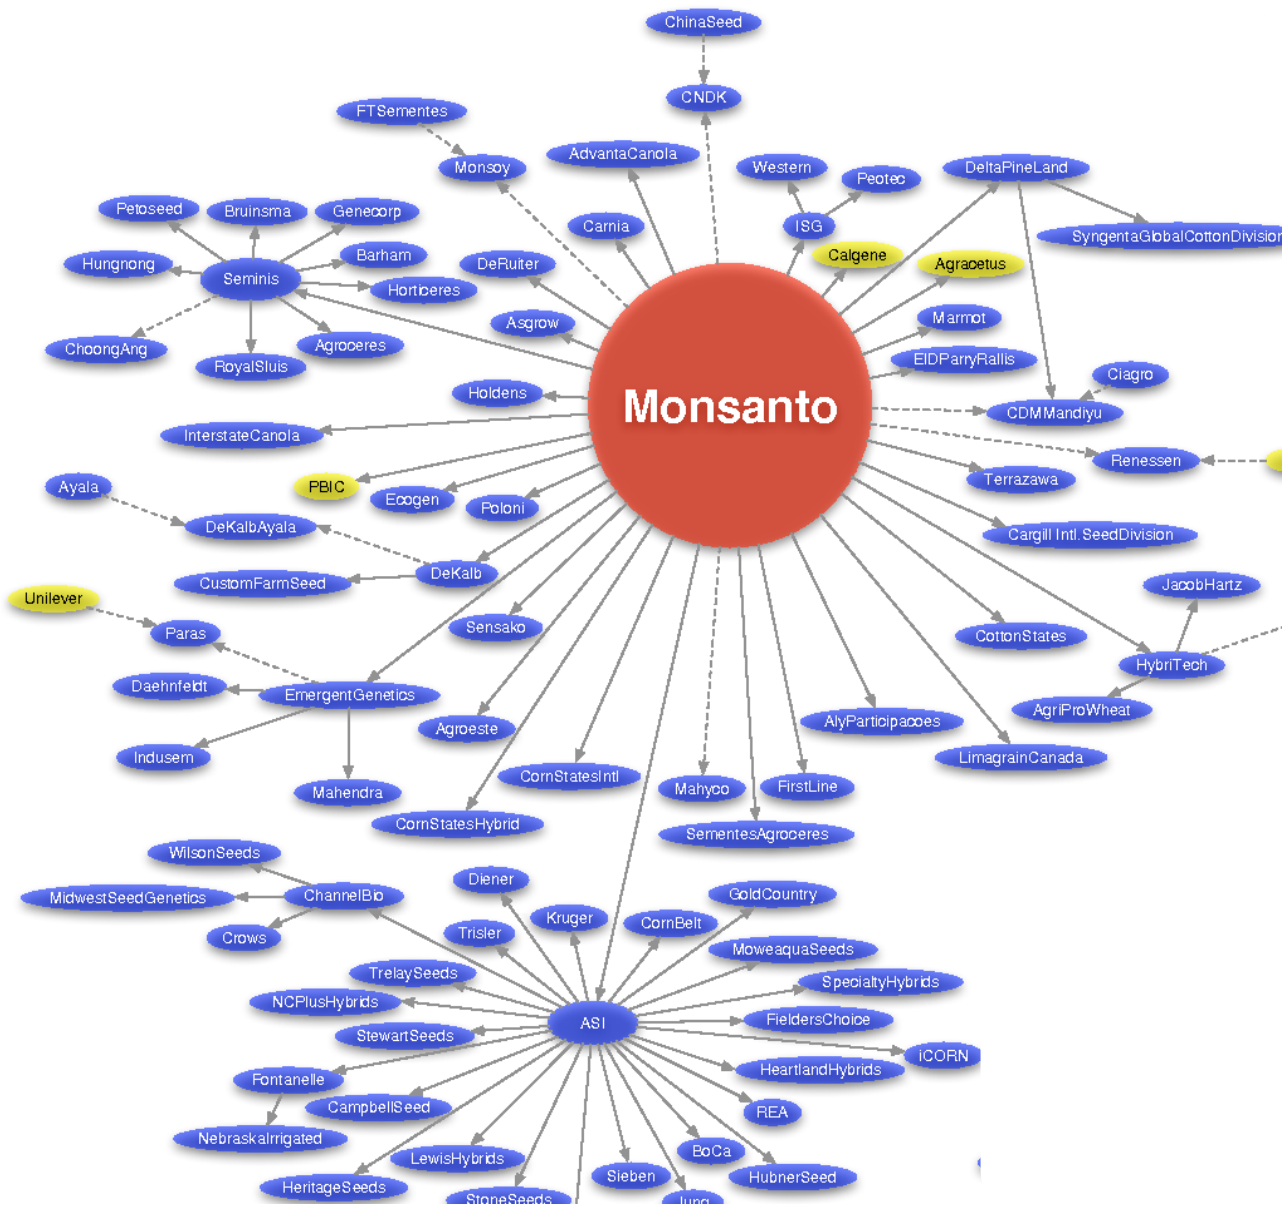 ChinaSeed
CNDK
FTSementes
Monsoy
AdvantaCanola
Western
Peotec
DeltaPineLand
Petoseed
Bruinsma
Genecorp
Carnia
ISG
SyngentaGlobalCottonDivision
Hungnong
Seminis
Barham
DeRuiter
Calgene
Agracetus
Horticeres
Asgrow
Marmot
ChoongAng
RoyalSluis
Agroceres
EIDParryRallis
Ciagro
Holdens
Monsanto
CDMMandiyu
InterstateCanola
Renessen
PBIC
Ecogen
Poloni
Terrazawa
Ayala
DeKalbAyala
Cargill Intl.SeedDivision
CustomFarmSeed
DeKalb
JacobHartz
Unilever
Paras
Sensako
CottonStates
HybriTech
Daehnfeldt
EmergentGenetics
Agroeste
AlyParticipacoes
AgriProWheat
Indusem
Mahendra
CornStatesIntl
Mahyco
FirstLine
LimagrainCanada
CornStatesHybrid
SementesAgroceres
WilsonSeeds
MidwestSeedGenetics
ChannelBio
Diener
GoldCountry
Crows
Trisler
Kruger
CornBelt
MoweaquaSeeds
TrelaySeeds
SpecialtyHybrids
NCPlusHybrids
StewartSeeds
ASI
FieldersChoice
iCORN
Fontanelle
HeartlandHybrids
CampbellSeed
REA
NebraskaIrrigated
LewisHybrids
BoCa
HeritageSeeds
Sieben
HubnerSeed
StoneSeeds
Jung